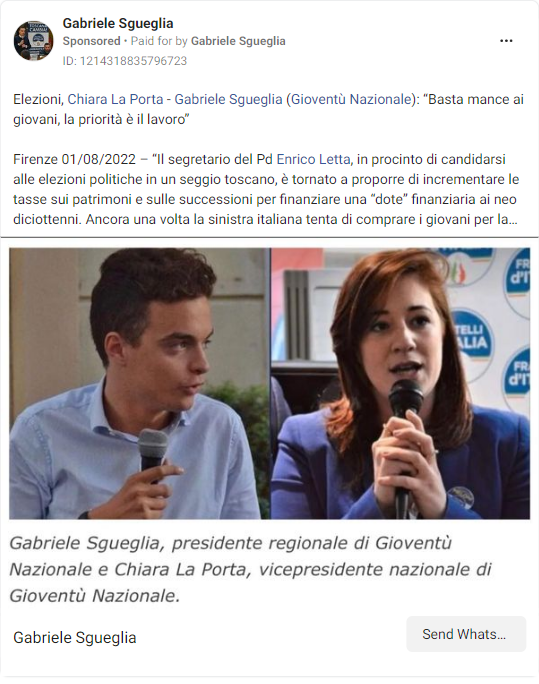 Gabriele Sgueglia
Sponsored • Paid for by Gabriele Sgueglia
ID: 1214318835796723
Elezioni, Chiara La Porta - Gabriele Sgueglia (Gioventù Nazionale): “Basta mance ai
giovani, la priorità è il lavoro”
Firenze 01/08/2022 – “Il segretario del Pd Enrico Letta, in procinto di candidarsi
alle elezioni politiche in un seggio toscano, è tornato a proporre di incrementare le
tasse sui patrimoni e sulle successioni per finanziare una “dote” finanziaria ai neo
diciottenni. Ancora una volta la sinistra italiana tenta di comprare i giovani per la...
FR
d'I
TELLI
ALIA
FRA
d'IT
Gabriele Sgueglia, presidente regionale di Gioventù
Nazionale e Chiara La Porta, vicepresidente nazionale di
Gioventù Nazionale.
Gabriele Sgueglia
Send Whats...